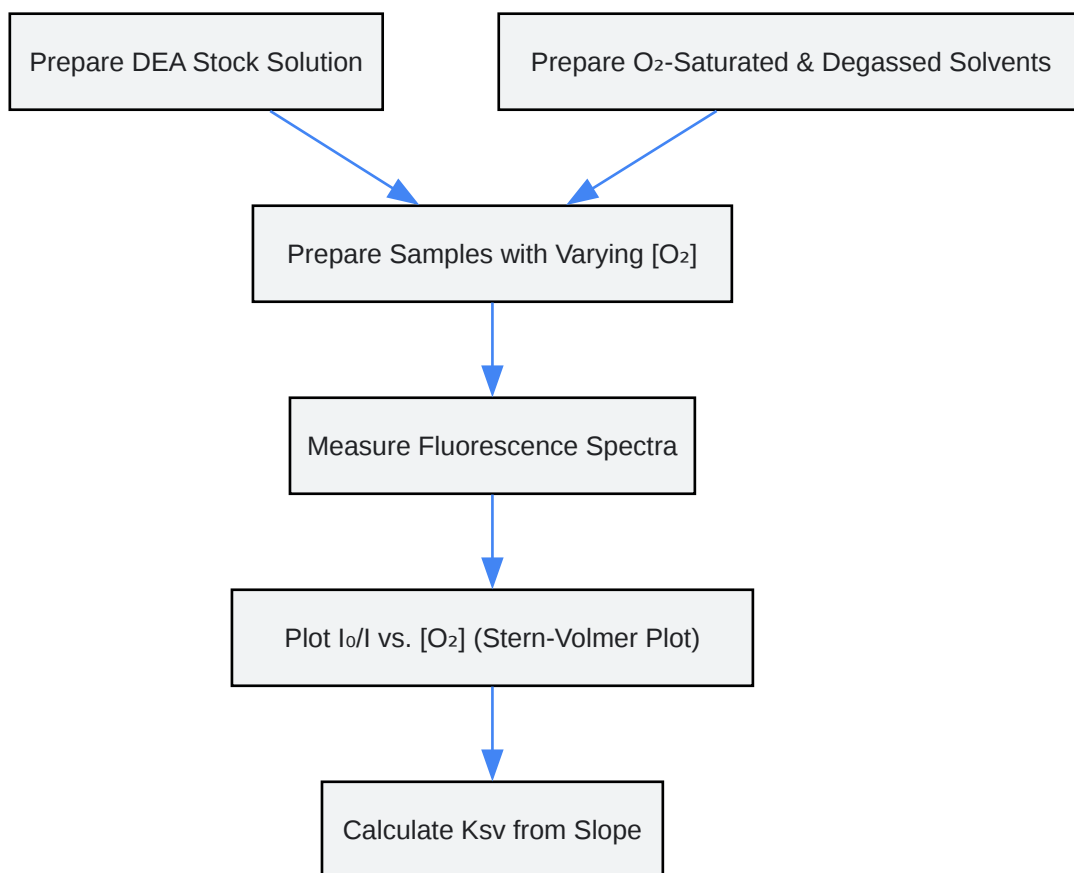 Prepare DEA Stock Solution
Prepare O₂-Saturated & Degassed Solvents
Prepare Samples with Varying [O₂]
Measure Fluorescence Spectra
Plot I₀/I vs. [O₂] (Stern-Volmer Plot)
Calculate Ksv from Slope